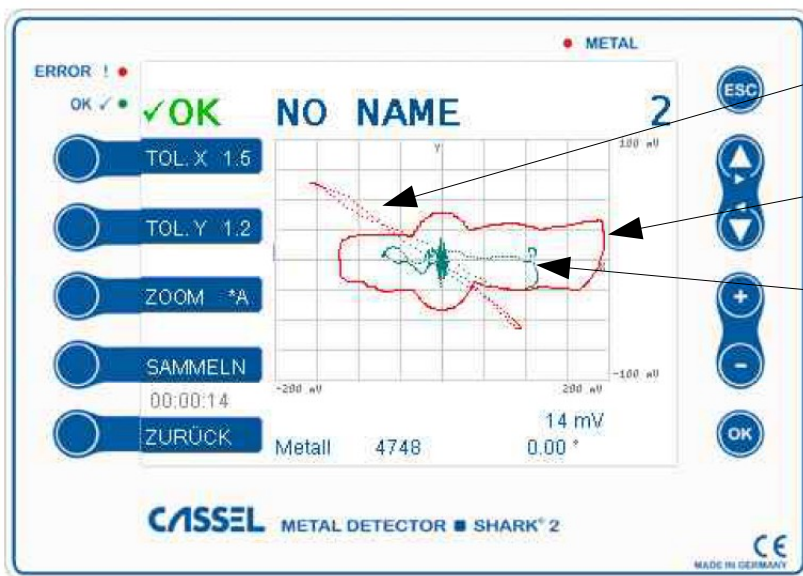 METAL
ERROR !
OK ✓
✓OK NO NAME 2
ESC
TOL. X 1.5
Y
100 mV
TOL. Y 1.2
ZOOM *A
+
SAMMELN
-100 mV
-200 mV
200 mV
-
00:00:14
14 mV
ZURÜCK
Metall 4748 0.00 °
OK
CASSEL METAL DETECTOR ■ SHARK® 2
CE
MADE IN GERMANY